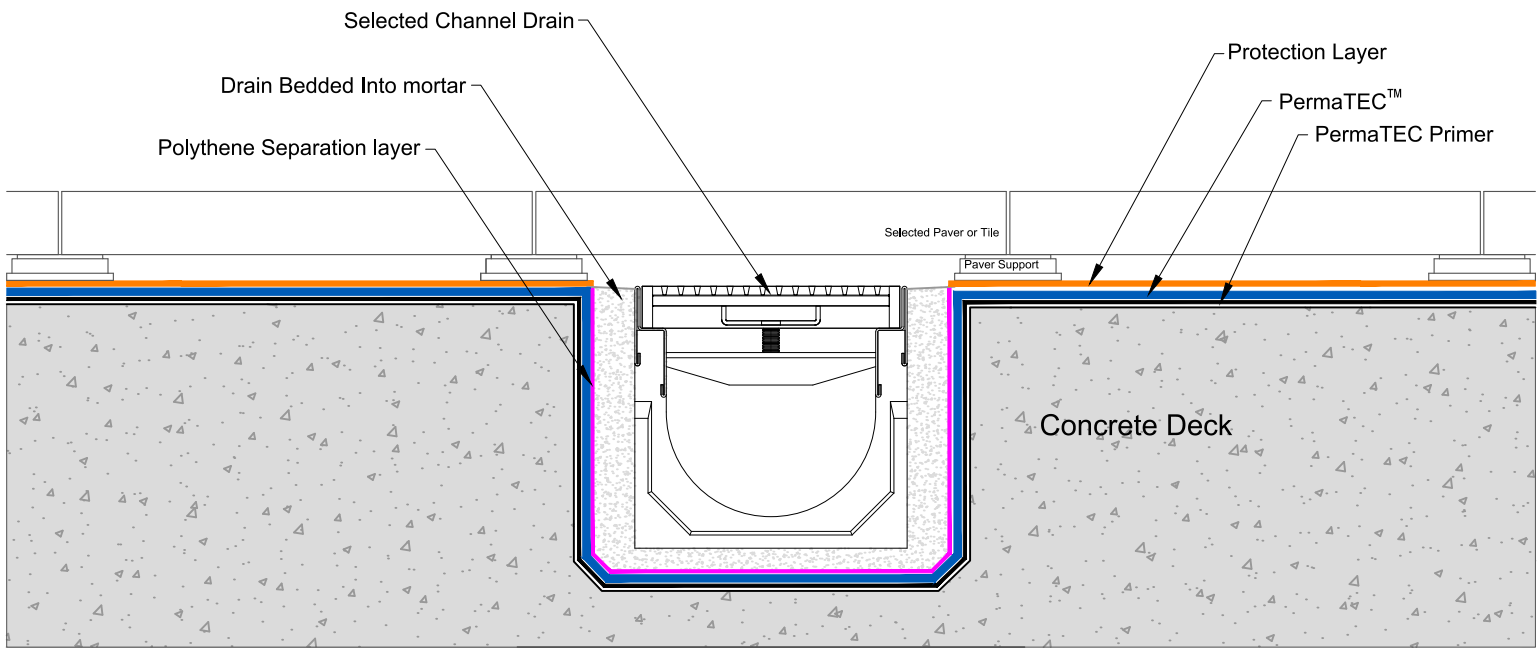 Selected Channel Drain
Drain Bedded Into mortar
Polythene Separation layer
Protection Layer
PermaTEC™
PermaTEC Primer
Selected Paver or Tile
Paver Support
Concrete Deck